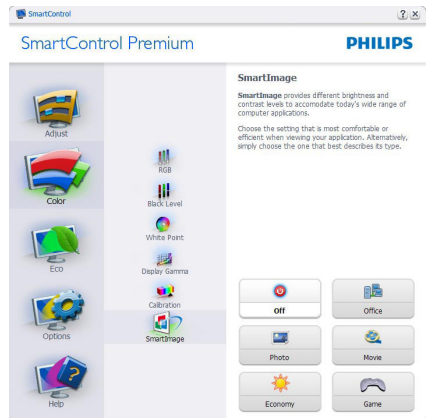 SmartControl
SmartControl Premium
PHILIPS
Adjust
Color
Eco
Options
Help
RGB
Black Level
White Point
Display Gamma
Calibration
SmartImage
SmartImage
SmartImage provides different brightness and
contrast levels to accomodate today's wide range of
computer applications.
Choose the setting that is most comfortable or
efficient when viewing your application. Alternatively,
simply choose the one that best describes its type.
Off
Office
Photo
Movie
Economy
Game